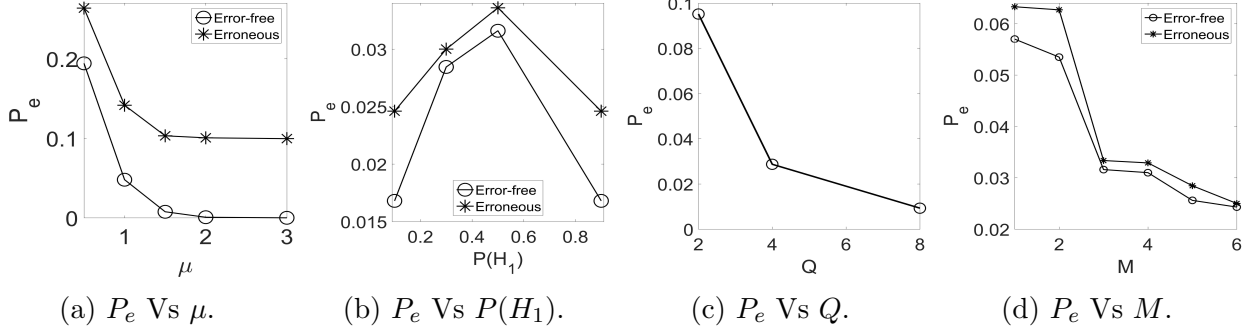 0.2
0.1
0
1
2
3
P_e
μ
Error-free
Erroneous
(a) P_e Vs μ.
0.03
0.025
0.02
0.015
0.2
0.4
0.6
0.8
P_e
P(H_1)
Error-free
Erroneous
(b) P_e Vs P(H_1).
0.1
0.08
0.06
0.04
0.02
0
2
4
6
8
P_e
Q
(c) P_e Vs Q.
0.06
0.05
0.04
0.03
0.02
2
4
6
P_e
M
Error-free
Erroneous
(d) P_e Vs M.